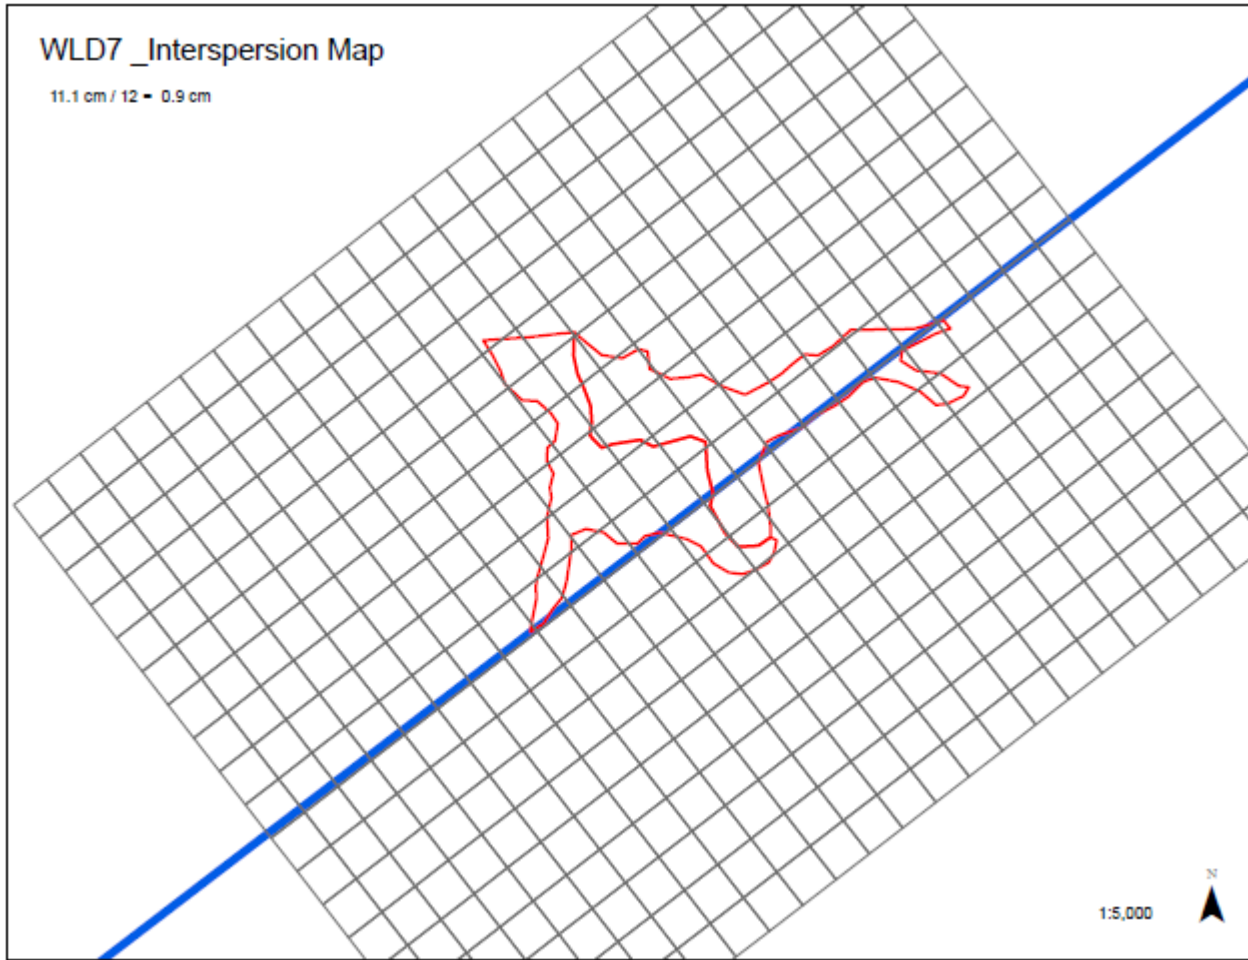 WLD7 _Interspersion Map
11.1 cm / 12 = 0.9 cm
N
1:5,000